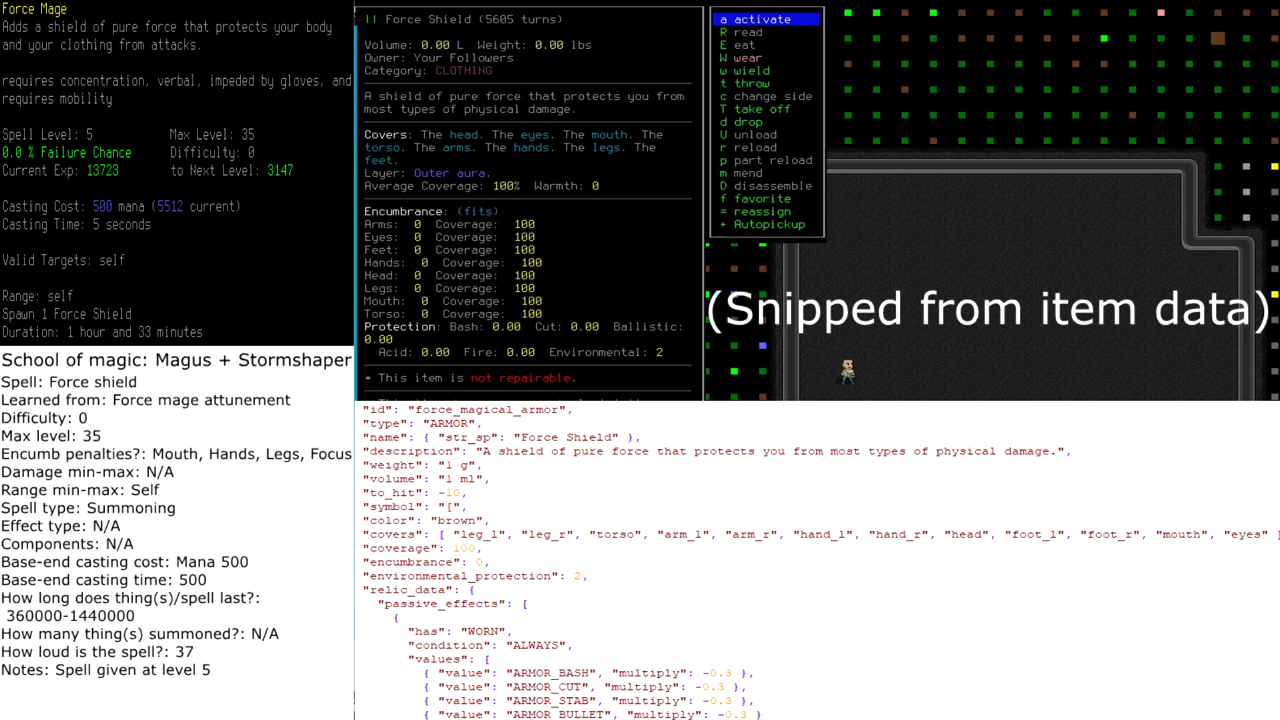 Force Mage
Adds a shield of pure force that protects your body
and your clothing from attacks.
requires concentration, verbal, impeded by gloves, and
requires mobility
Spell Level: 5 Max Level: 35
0.0 % Failure Chance Difficulty: 0
Current Exp: 13723 to Next Level: 3147
Casting Cost: 500 mana (5512 current)
Casting Time: 5 seconds
Valid Targets: self
Range: self
Spawn 1 Force Shield
Duration: 1 hour and 33 minutes
School of magic: Magus + Stormshaper
Spell: Force shield
Learned from: Force mage attunement
Difficulty: 0
Max level: 35
Encumb penalties?: Mouth, Hands, Legs, Focus
Damage min-max: N/A
Range min-max: Self
Spell type: Summoning
Effect type: N/A
Components: N/A
Base-end casting cost: Mana 500
Base-end casting time: 500
How long does thing(s)/spell last?:
360000-1440000
How many thing(s) summoned?: N/A
How loud is the spell?: 37
Notes: Spell given at level 5
|| Force Shield (5605 turns)
Volume: 0.00 L Weight: 0.00 lbs
Owner: Your Followers
Category: CLOTHING
A shield of pure force that protects you from
most types of physical damage.
Covers: The head. The eyes. The mouth. The
torso. The arms. The hands. The legs. The
feet.
Layer: Outer aura.
Average Coverage: 100% Warmth: 0
Encumbrance: (fits)
Arms: 0 Coverage: 100
Eyes: 0 Coverage: 100
Feet: 0 Coverage: 100
Hands: 0 Coverage: 100
Head: 0 Coverage: 100
Legs: 0 Coverage: 100
Mouth: 0 Coverage: 100
Torso: 0 Coverage: 100
Protection: Bash: 0.00 Cut: 0.00 Ballistic:
0.00
Acid: 0.00 Fire: 0.00 Environmental: 2
* This item is not repairable.
a activate
R read
E eat
W wear
w wield
t throw
c change side
T take off
d drop
U unload
r reload
p part reload
m mend
D disassemble
f favorite
= reassign
+ Autopickup
(Snipped from item data)
"id": "force_magical_armor",
"type": "ARMOR",
"name": { "str_sp": "Force Shield" },
"description": "A shield of pure force that protects you from most types of physical damage.",
"weight": "1 g",
"volume": "1 ml",
"to_hit": -10,
"symbol": "[",
"color": "brown",
"covers": [ "leg_l", "leg_r", "torso", "arm_l", "arm_r", "hand_l", "hand_r", "head", "foot_l", "foot_r", "mouth", "eyes" ]
"coverage": 100,
"encumbrance": 0,
"environmental_protection": 2,
"relic_data": {
"passive_effects": [
{
"has": "WORN",
"condition": "ALWAYS",
"values": [
{ "value": "ARMOR_BASH", "multiply": -0.3 },
{ "value": "ARMOR_CUT", "multiply": -0.3 },
{ "value": "ARMOR_STAB", "multiply": -0.3 },
{ "value": "ARMOR_BULLET", "multiply": -0.3 }